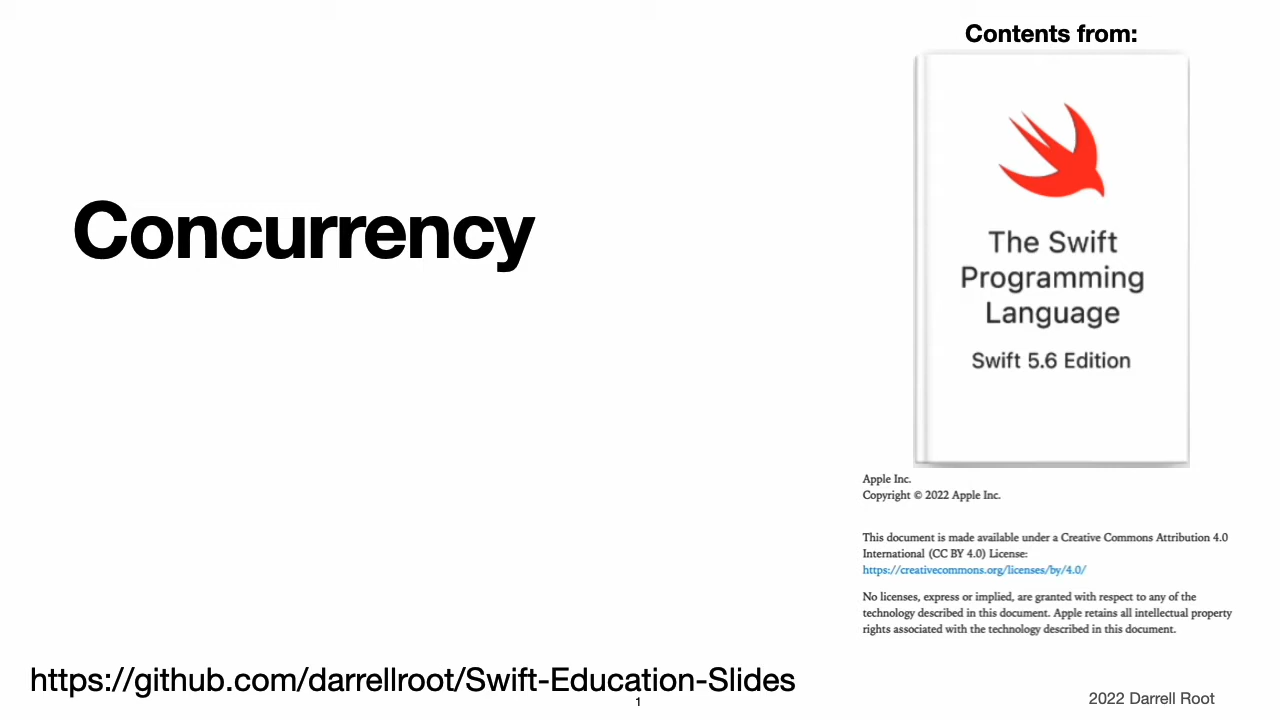 Contents from:
Concurrency
The Swift
Programming
Language
Swift 5.6 Edition
Apple Inc.
Copyright © 2022 Apple Inc.
This document is made available under a Creative Commons Attribution 4.0
International (CC BY 4.0) License:
https://creativecommons.org/licenses/by/4.0/
No licenses, express or implied, are granted with respect to any of the
technology described in this document. Apple retains all intellectual property
rights associated with the technology described in this document.
https://github.com/darrellroot/Swift-Education-Slides
1
2022 Darrell Root